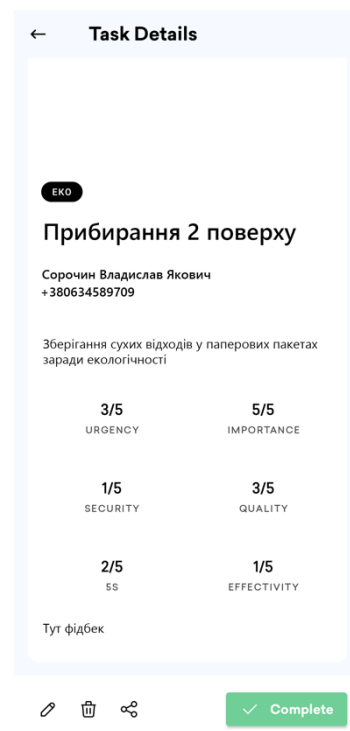 Task Details
ЕКО
Прибирання 2 поверху
Сорочин Владислав Якович
+380634589709
Зберігання сухих відходів у паперових пакетах
заради екологічності
3/5 5/5
URGENCY IMPORTANCE
1/5 3/5
SECURITY QUALITY
2/5 1/5
5S EFFECTIVITY
Тут фідбек
Complete